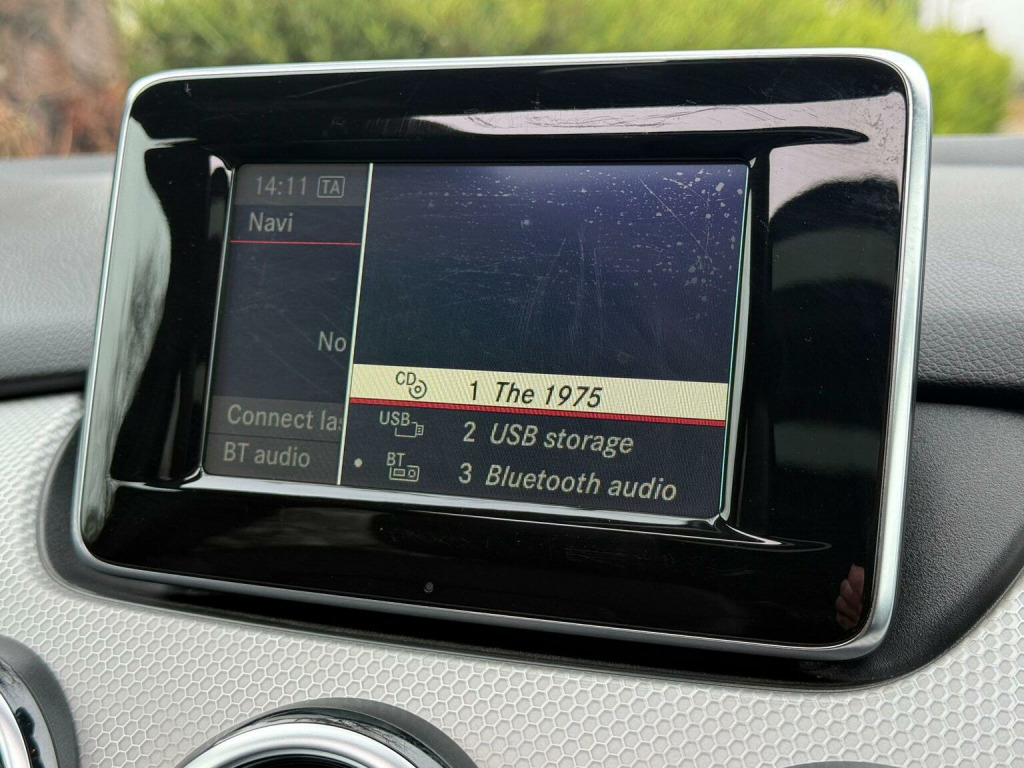 14:11 TA
Navi
No
Connect las
BT audio
CD 1 The 1975
USB 2 USB storage
BT 3 Bluetooth audio